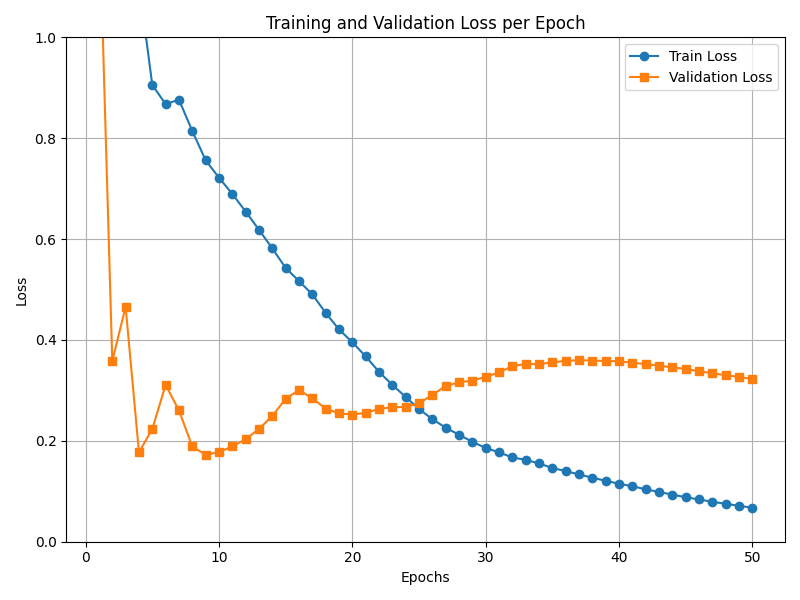 Training and Validation Loss per Epoch
Train Loss
Validation Loss
1.0
0.8
0.6
0.4
0.2
0.0
Loss
0 10 20 30 40 50
Epochs